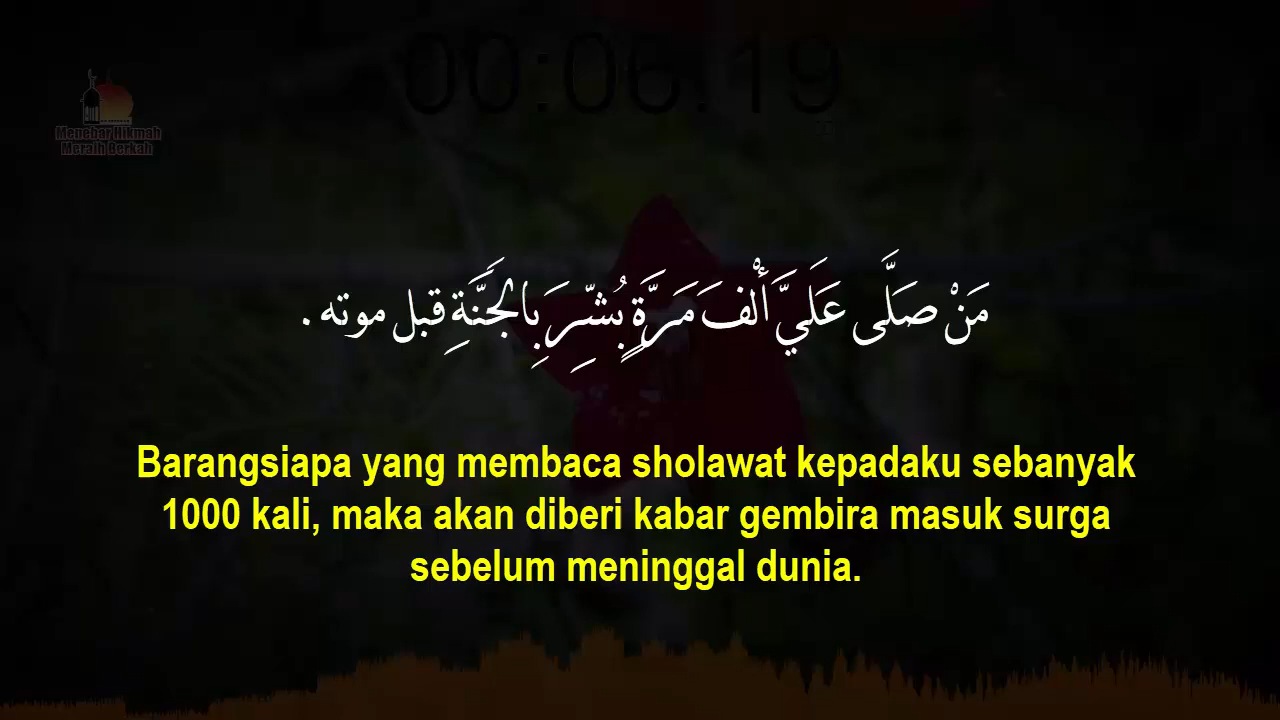 00:06:19
Menebar Hikmah
Meraih Berkah
مَنْ صَلَّى عَلَيَّ أَلْفَ مَرَّةٍ بُشِّرَ بِالْجَنَّةِ قبل موته .
Barangsiapa yang membaca sholawat kepadaku sebanyak
1000 kali, maka akan diberi kabar gembira masuk surga
sebelum meninggal dunia.